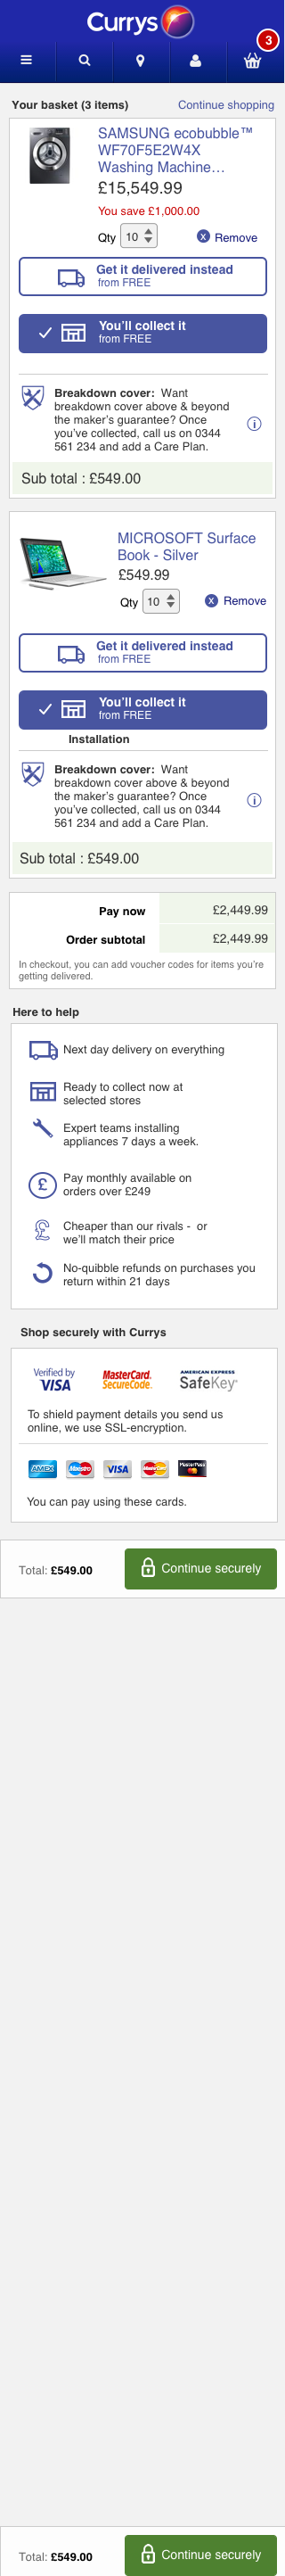 Currys
3
Your basket (3 items) Continue shopping
SAMSUNG ecobubble™
WF70F5E2W4X
Washing Machine…
£15,549.99
You save £1,000.00
Qty 10 x Remove
Get it delivered instead
from FREE
You'll collect it
from FREE
Breakdown cover: Want
breakdown cover above & beyond
the maker's guarantee? Once
you've collected, call us on 0344
561 234 and add a Care Plan.
i
Sub total : £549.00
MICROSOFT Surface
Book - Silver
£549.99
Qty 10 x Remove
Get it delivered instead
from FREE
You'll collect it
from FREE
Installation
Breakdown cover: Want
breakdown cover above & beyond
the maker's guarantee? Once
you've collected, call us on 0344
561 234 and add a Care Plan.
i
Sub total : £549.00
Pay now £2,449.99
Order subtotal £2,449.99
In checkout, you can add voucher codes for items you're
getting delivered.
Here to help
Next day delivery on everything
Ready to collect now at
selected stores
Expert teams installing
appliances 7 days a week.
£ Pay monthly available on
orders over £249
£ Cheaper than our rivals - or
we'll match their price
No-quibble refunds on purchases you
return within 21 days
Shop securely with Currys
Verified by
VISA
MasterCard.
SecureCode.
AMERICAN EXPRESS
SafeKey
To shield payment details you send us
online, we use SSL-encryption.
AMEX Maestro VISA MasterCard MasterPass
You can pay using these cards.
Total: £549.00 Continue securely
Total: £549.00 Continue securely